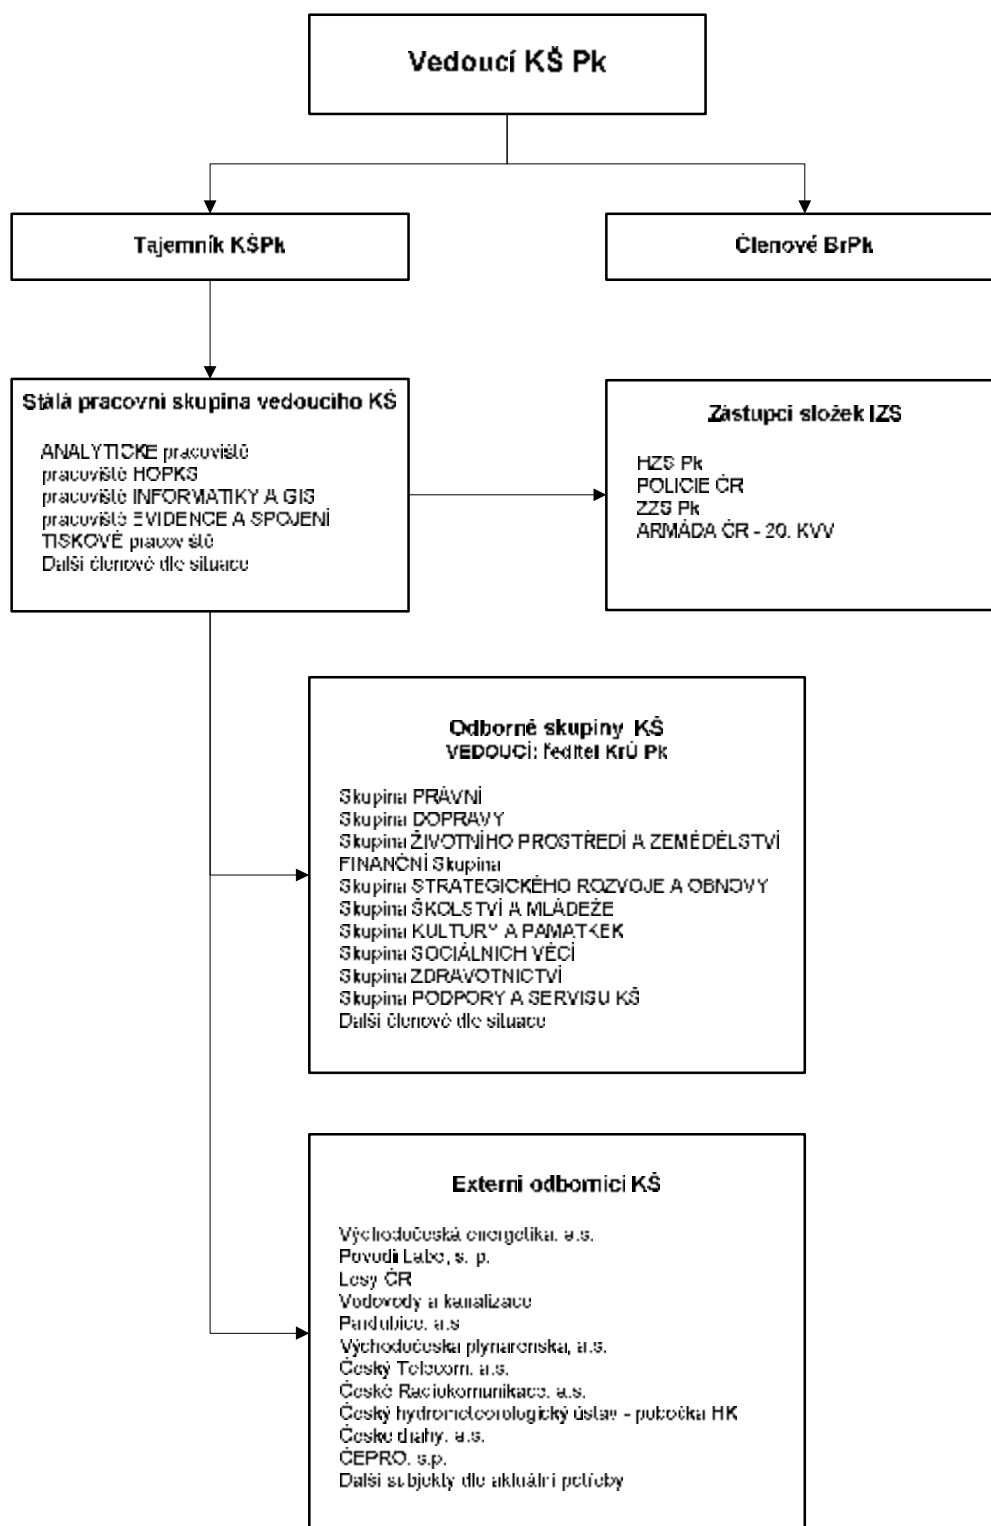 Vedoucí KŠ Pk
Tajemník KŠPk
Členové BrPk
Stálá pracovní skupina vedoucího KŠ
ANALYTICKÉ pracoviště
pracoviště HOPKS
pracoviště INFORMATIKY A GIS
pracoviště EVIDENCE A SPOJENÍ
TISKOVÉ pracoviště
Další členové dle situace
Zástupci složek IZS
HZS Pk
POLICIE ČR
ZZS Pk
ARMÁDA ČR - 20. KVV
Odborné skupiny KŠ
VEDOUCÍ: ředitel KrÚ Pk
Skupina PRÁVNÍ
Skupina DOPRAVY
Skupina ŽIVOTNÍHO PROSTŘEDÍ A ZEMĚDĚLSTVÍ
FINANČNÍ Skupina
Skupina STRATEGICKÉHO ROZVOJE A OBNOVY
Skupina ŠKOLSTVÍ A MLÁDEŽE
Skupina KULTURY A PAMÁTKEK
Skupina SOCIÁLNICH VĚCÍ
Skupina ZDRAVOTNICTVÍ
Skupina PODPORY A SERVISU KŠ
Další členové dle situace
Externí odborníci KŠ
Východočeská energetika, a.s.
Povodí Labe, s. p.
Lesy ČR
Vodovody a kanalizace
Pardubice, a.s
Východočeská plynárenská, a.s.
Český Telecom, a.s.
České Radiokomunikace, a.s.
Český hydrometeorologický ústav - pobočka HK
České dráhy, a.s.
ČEPRO, s.p.
Další subjekty dle aktuální potřeby